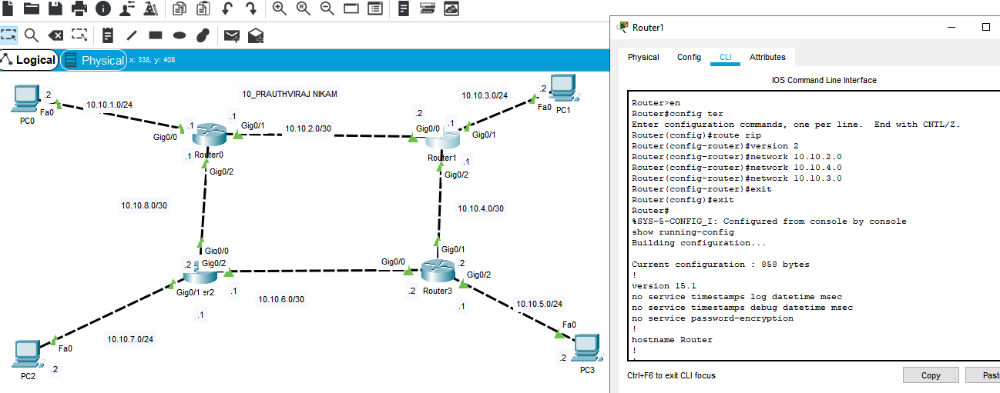 Logical
Physical
x: 338, y: 408
10_PRAUTHVIRAJ NIKAM
PC0
.2
Fa0
10.10.1.0/24
.1
Gig0/0
.1
Gig0/1
Router0
.1
Gig0/2
10.10.2.0/30
.2
Gig0/0
.1
Gig0/1
Router1
.1
Gig0/2
10.10.3.0/24
.2
Fa0
PC1
10.10.8.0/30
10.10.4.0/30
Gig0/0
.2
Gig0/2
Gig0/1
er2
.1
.1
10.10.6.0/30
Gig0/1
Gig0/0
.2
Gig0/2
.2
Router3
.1
10.10.5.0/24
Fa0
.2
PC3
10.10.7.0/24
Fa0
.2
PC2
Router1
Physical
Config
CLI
Attributes
IOS Command Line Interface
Router>en
Router#config ter
Enter configuration commands, one per line.  End with CNTL/Z.
Router(config)#route rip
Router(config-router)#version 2
Router(config-router)#network 10.10.2.0
Router(config-router)#network 10.10.4.0
Router(config-router)#network 10.10.3.0
Router(config-router)#exit
Router(config)#exit
Router#
%SYS-5-CONFIG_I: Configured from console by console
show running-config
Building configuration...
Current configuration : 858 bytes
!
version 15.1
no service timestamps log datetime msec
no service timestamps debug datetime msec
no service password-encryption
!
hostname Router
!
Ctrl+F6 to exit CLI focus
Copy
Past